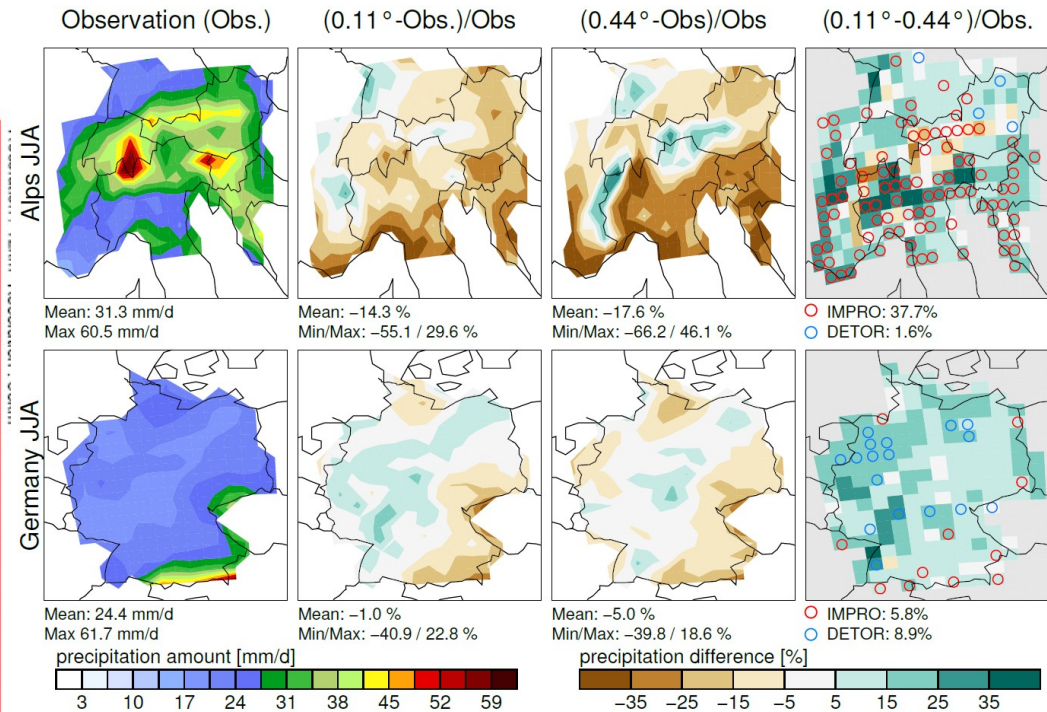 Observation (Obs.) (0.11°-Obs.)/Obs (0.44°-Obs)/Obs (0.11°-0.44°)/Obs.
Alps JJA
Mean: 31.3 mm/d
Max 60.5 mm/d
Mean: −14.3 %
Min/Max: −55.1 / 29.6 %
Mean: −17.6 %
Min/Max: −66.2 / 46.1 %
IMPRO: 37.7%
DETOR: 1.6%
Germany JJA
Mean: 24.4 mm/d
Max 61.7 mm/d
Mean: −1.0 %
Min/Max: −40.9 / 22.8 %
Mean: −5.0 %
Min/Max: −39.8 / 18.6 %
IMPRO: 5.8%
DETOR: 8.9%
precipitation amount [mm/d]
3 10 17 24 31 38 45 52 59
precipitation difference [%]
−35 −25 −15 −5 5 15 25 35